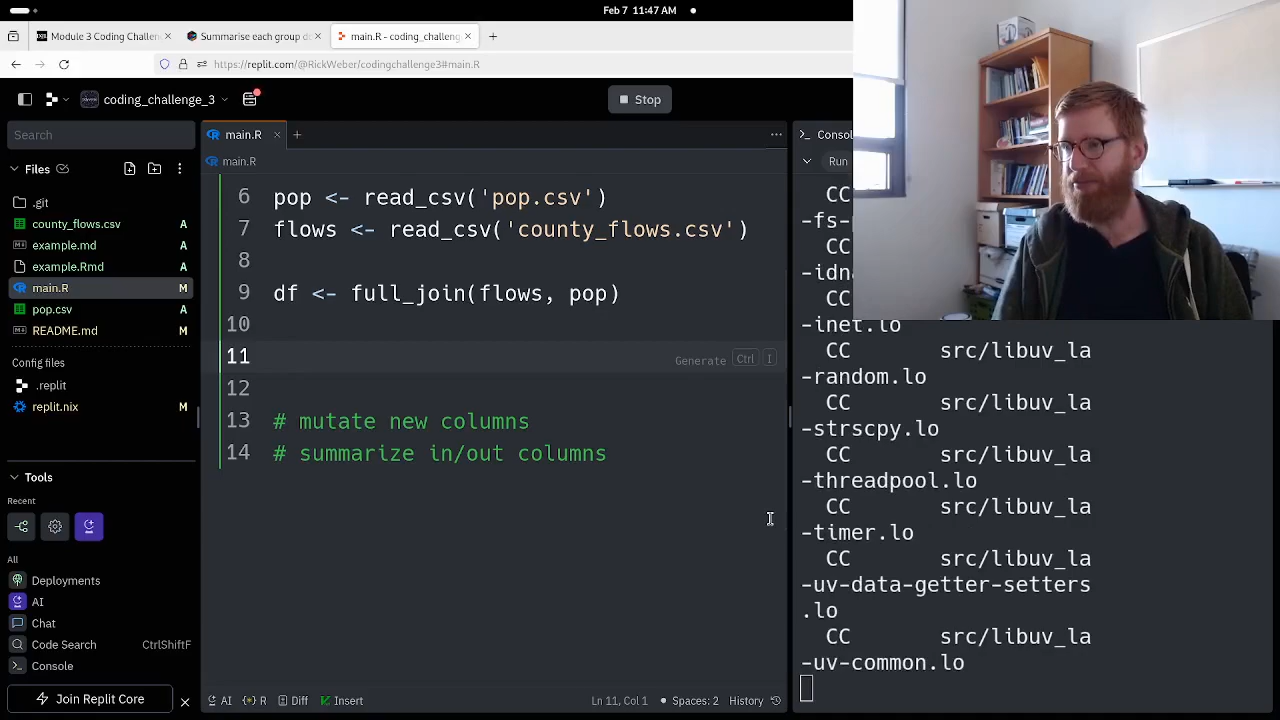 Feb 7 11:47 AM
Module 3 Coding Challen
Summarise each group do
main.R - coding_challeng
https://replit.com/@RickWeber/codingchallenge3#main.R
coding_challenge_3
Stop
Search
main.R
Consol
Files
main.R
Run
.git
county_flows.csv A
example.md A
example.Rmd A
main.R M
pop.csv A
README.md M
Config files
.replit
replit.nix M
Tools
Recent
All
Deployments
AI
Chat
Code Search CtrlShiftF
Console
Join Replit Core
6 pop <- read_csv('pop.csv')
7 flows <- read_csv('county_flows.csv')
8
9 df <- full_join(flows, pop)
10
11 Generate Ctrl I
12
13 # mutate new columns
14 # summarize in/out columns
CC
-fs-
CC
-idna
CC
-inet.lo
CC src/libuv_la
-random.lo
CC src/libuv_la
-strscpy.lo
CC src/libuv_la
-threadpool.lo
CC src/libuv_la
-timer.lo
CC src/libuv_la
-uv-data-getter-setters
.lo
CC src/libuv_la
-uv-common.lo
AI R Diff Insert Ln 11, Col 1 Spaces: 2 History